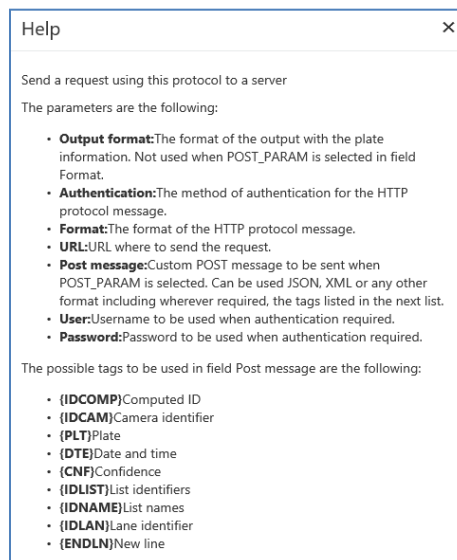 Help ×
Send a request using this protocol to a server
The parameters are the following:
• Output format:The format of the output with the plate
information. Not used when POST_PARAM is selected in field
Format.
• Authentication:The method of authentication for the HTTP
protocol message.
• Format:The format of the HTTP protocol message.
• URL:URL where to send the request.
• Post message:Custom POST message to be sent when
POST_PARAM is selected. Can be used JSON, XML or any other
format including wherever required, the tags listed in the next list.
• User:Username to be used when authentication required.
• Password:Password to be used when authentication required.
The possible tags to be used in field Post message are the following:
• {IDCOMP}Computed ID
• {IDCAM}Camera identifier
• {PLT}Plate
• {DTE}Date and time
• {CNF}Confidence
• {IDLIST}List identifiers
• {IDNAME}List names
• {IDLAN}Lane identifier
• {ENDLN}New line